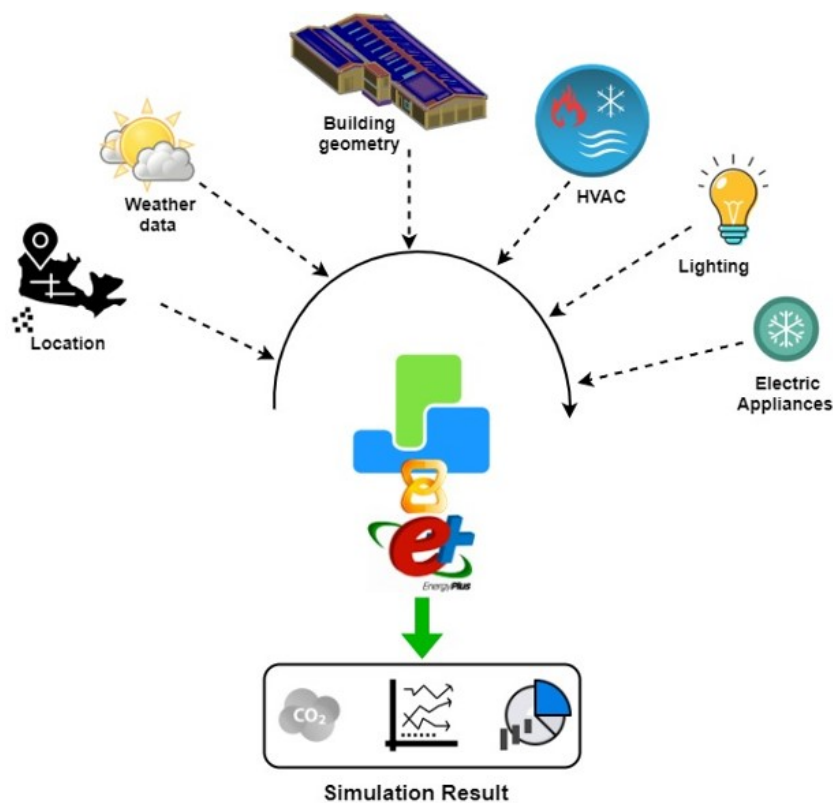 Building
geometry
Weather
data
HVAC
Lighting
Location
Electric
Appliances
e+
EnergyPlus
CO2
Simulation Result